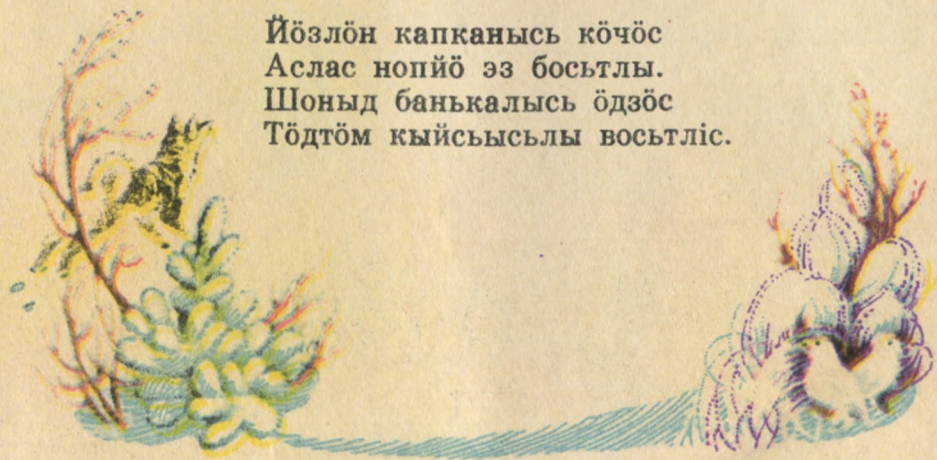 Йӧзлӧн капканысь кӧчӧс
Аслас нопйӧ эз босьтлы.
Шоныд банькалысь ӧдзӧс
Тӧдтӧм кыйсьысьлы восьтліс.